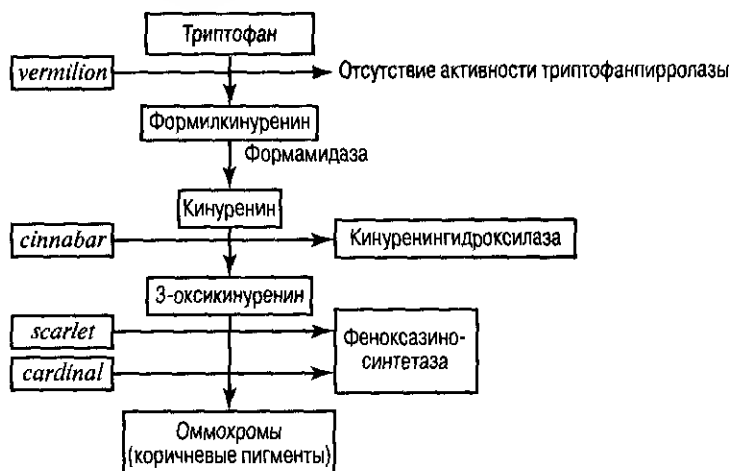 Триптофан
vermilion
Отсутствие активности триптофанпирролазы
Формилкинуренин
Формамидаза
Кинуренин
cinnabar
Кинуренингидроксилаза
3-оксикинуренин
scarlet
Феноксазино-
синтетаза
cardinal
Оммохромы
(коричневые пигменты)